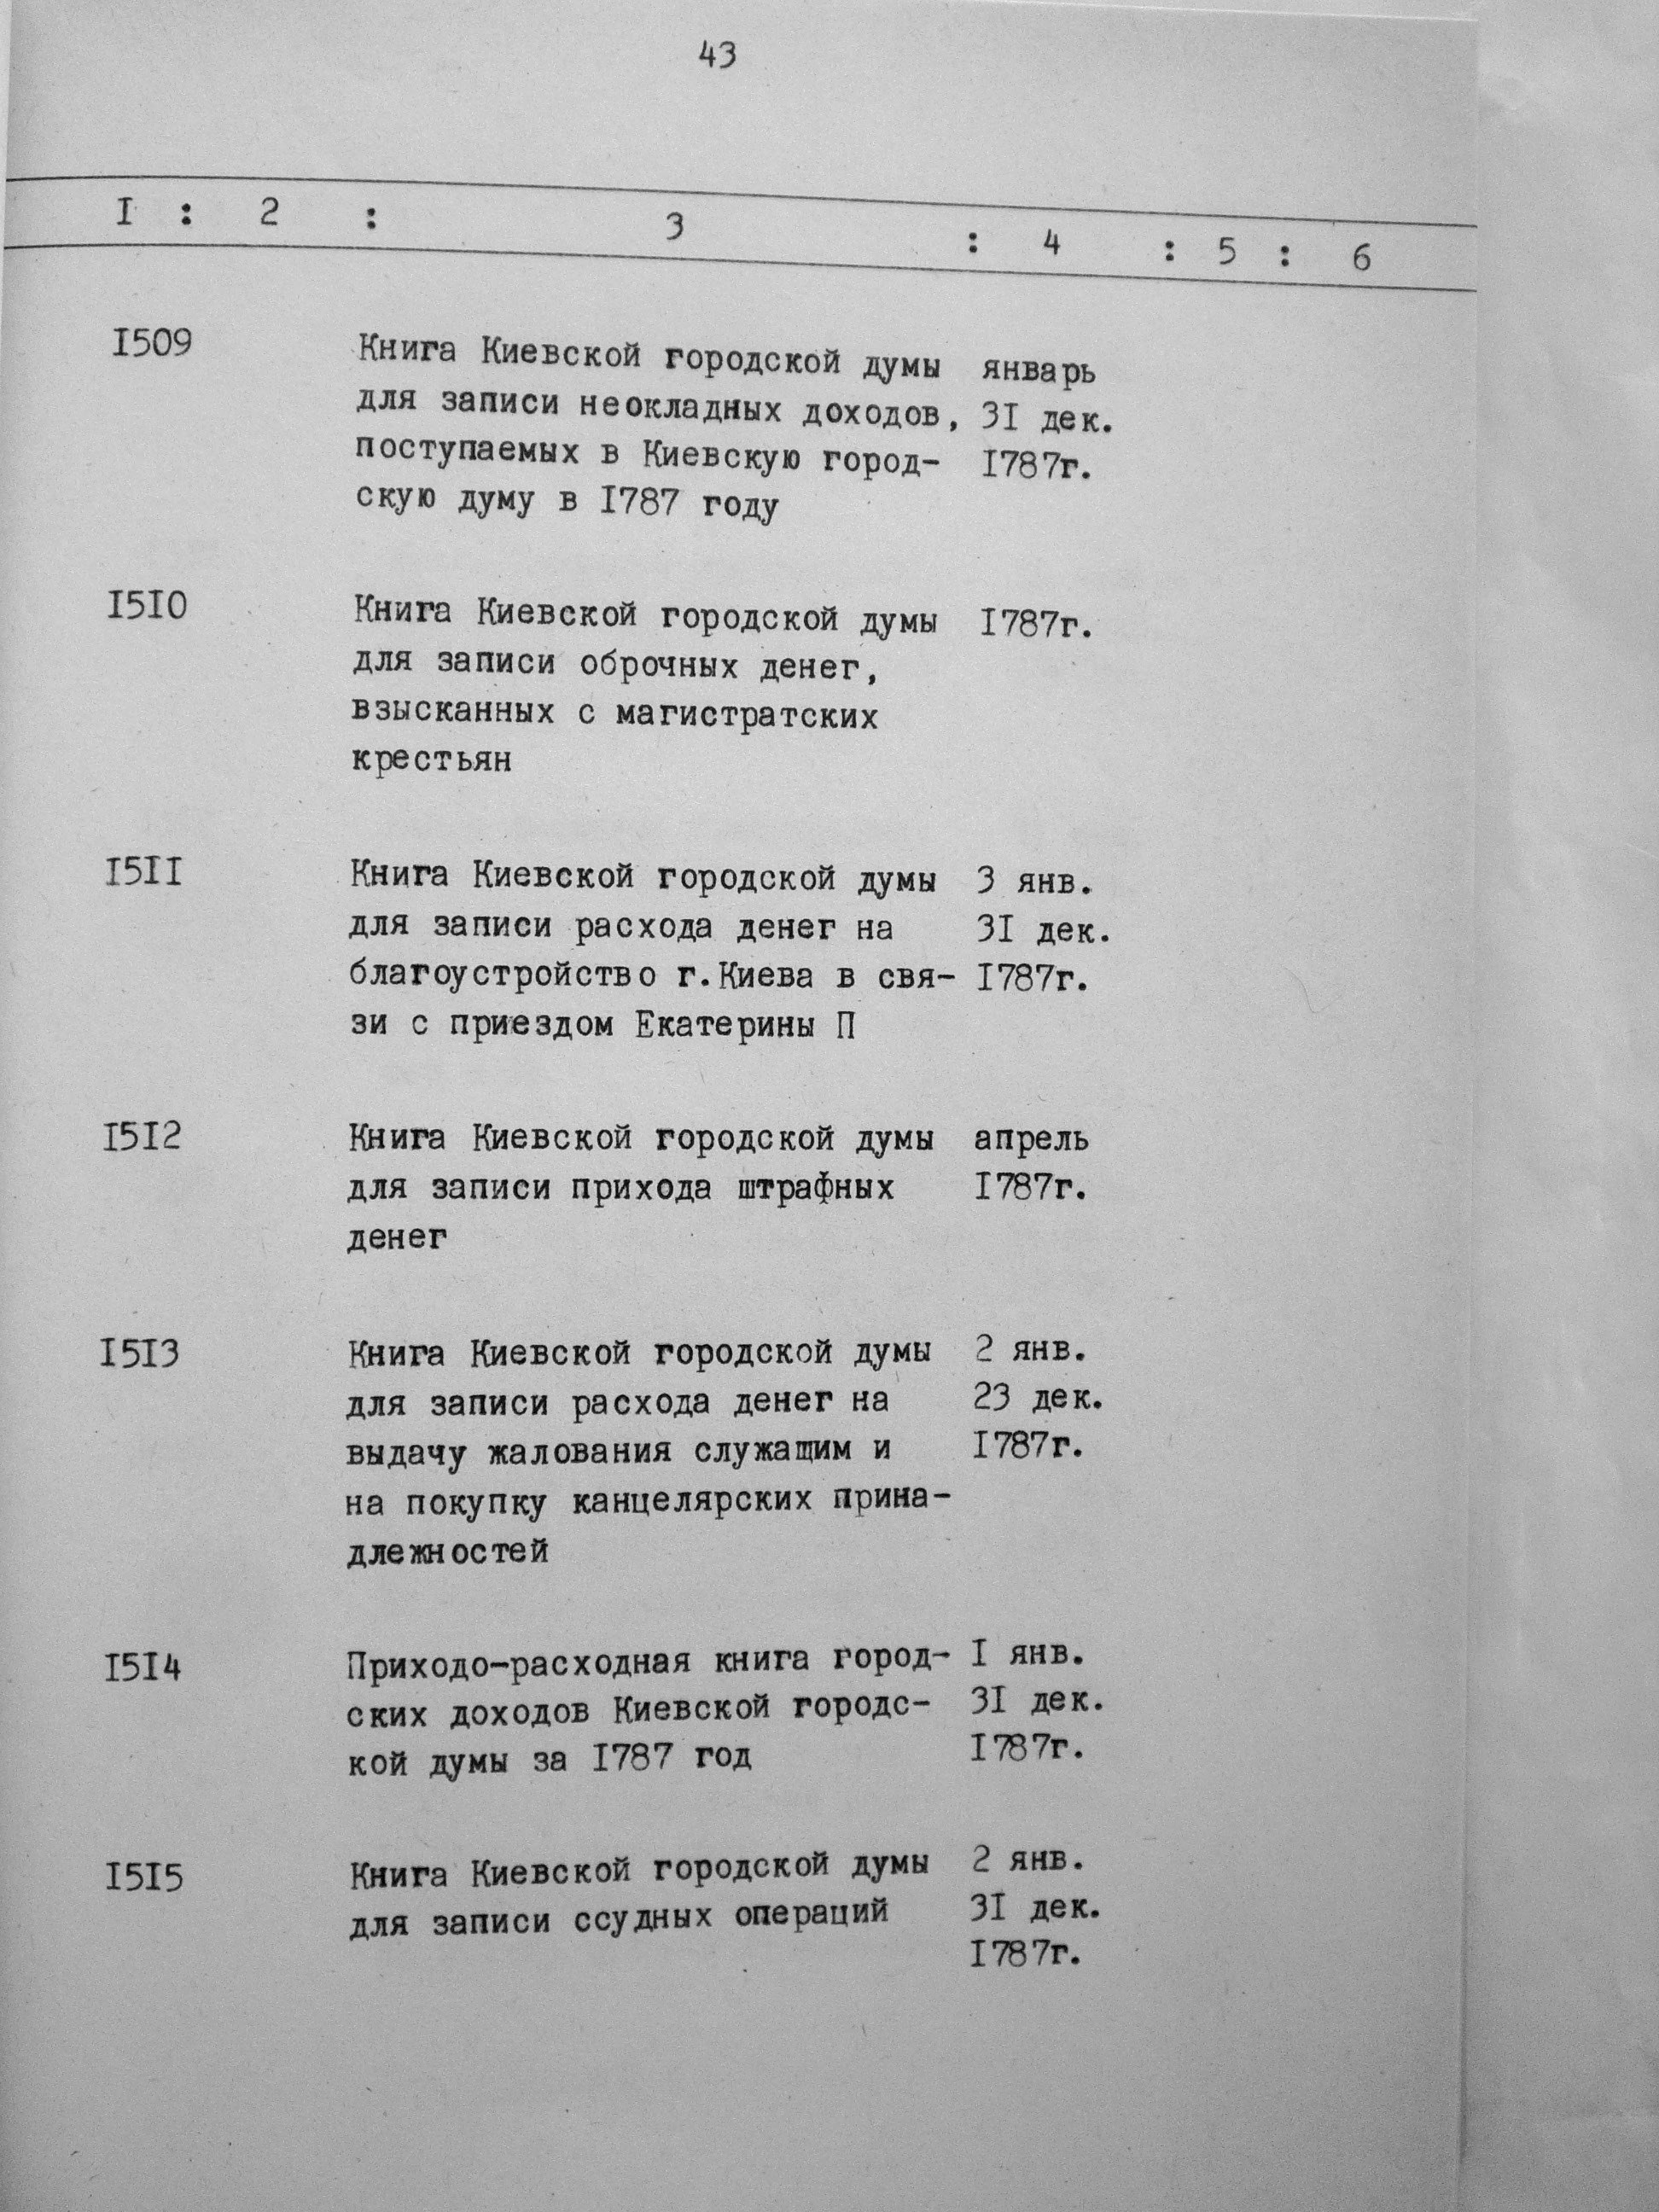 43
I : 2 : 3 : 4 : 5 : 6
I509 Книга Киевской городской думы январь
для записи неокладных доходов, 3I дек.
поступаемых в Киевскую город- I787г.
скую думу в I787 году
I5I0 Книга Киевской городской думы I787г.
для записи оброчных денег,
взысканных с магистратских
крестьян
I5II Книга Киевской городской думы 3 янв.
для записи расхода денег на 3I дек.
благоустройство г.Киева в свя- I787г.
зи с приездом Екатерины П
I5I2 Книга Киевской городской думы апрель
для записи прихода штрафных I787г.
денег
I5I3 Книга Киевской городской думы 2 янв.
для записи расхода денег на 23 дек.
выдачу жалования служащим и I787г.
на покупку канцелярских прина-
длежностей
I5I4 Приходо-расходная книга город- I янв.
ских доходов Киевской городс- 3I дек.
кой думы за I787 год I787г.
I5I5 Книга Киевской городской думы 2 янв.
для записи ссудных операций 3I дек.
I787г.